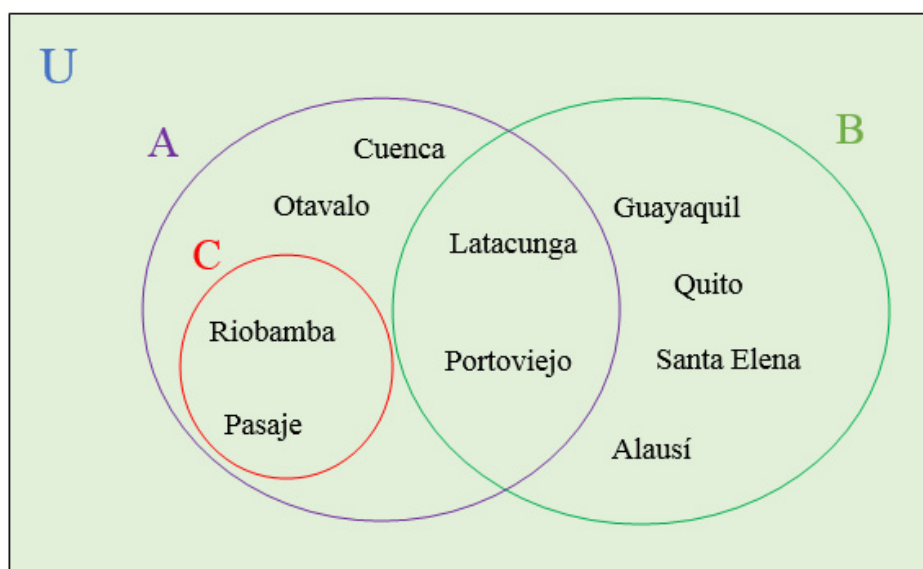 U
A
B
Cuenca
Otavalo
Guayaquil
Latacunga
C
Quito
Riobamba
Portoviejo
Santa Elena
Pasaje
Alausí